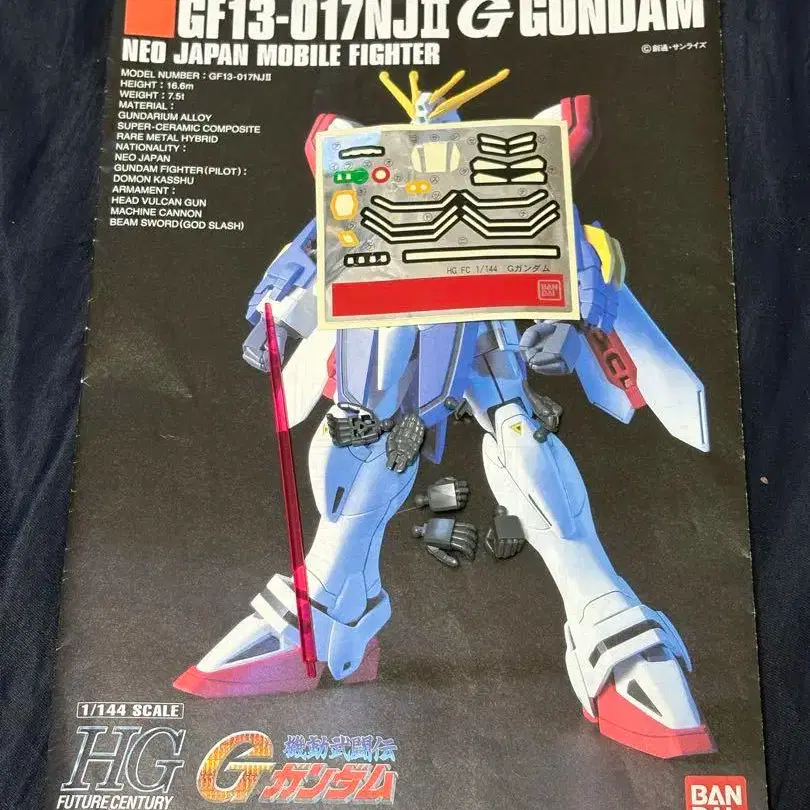 GF13-017NJⅡ G GUNDAM
NEO JAPAN MOBILE FIGHTER
©創通・サンライズ
MODEL NUMBER : GF13-017NJⅡ
HEIGHT : 16.6m
WEIGHT : 7.5t
MATERIAL :
GUNDARIUM ALLOY
SUPER-CERAMIC COMPOSITE
RARE METAL HYBRID
NATIONALITY :
NEO JAPAN
GUNDAM FIGHTER(PILOT) :
DOMON KASSHU
ARMAMENT :
HEAD VULCAN GUN
MACHINE CANNON
BEAM SWORD(GOD SLASH)
HG FC 1/144 Gガンダム
BAN
DAI
1/144 SCALE
HG
FUTURE CENTURY
機動武闘伝
Gガンダム
BAN
DAI